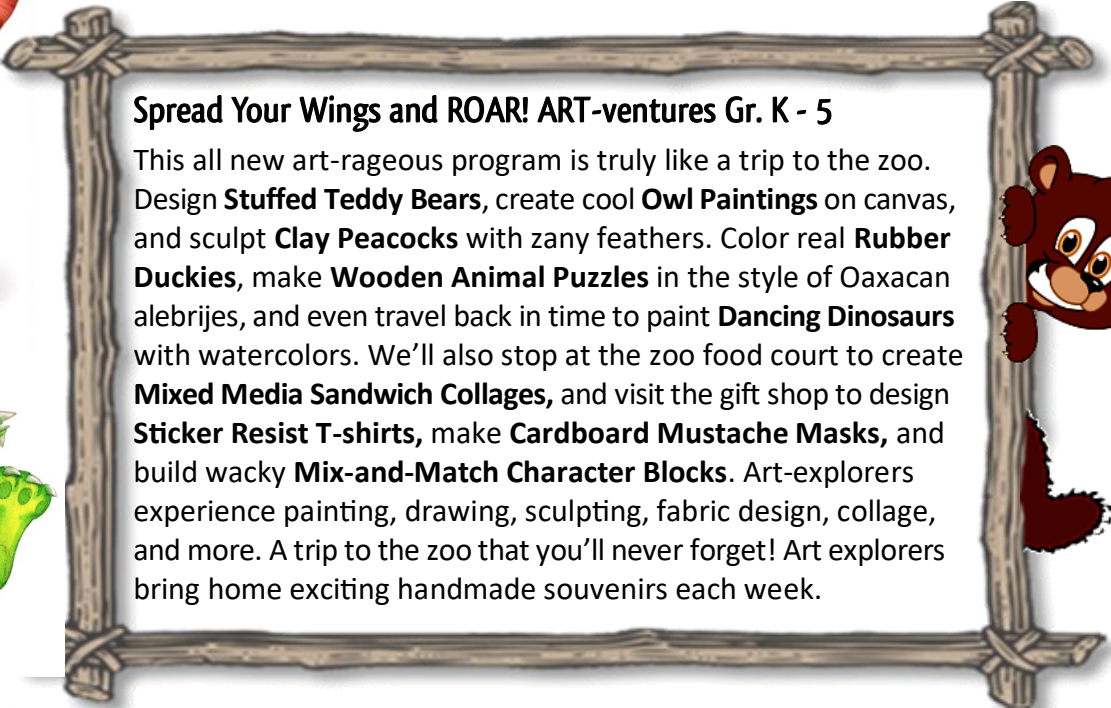 Spread Your Wings and ROAR! ART-ventures Gr. K - 5
This all new art-rageous program is truly like a trip to the zoo.
Design Stuffed Teddy Bears, create cool Owl Paintings on canvas,
and sculpt Clay Peacocks with zany feathers. Color real Rubber
Duckies, make Wooden Animal Puzzles in the style of Oaxacan
alebrijes, and even travel back in time to paint Dancing Dinosaurs
with watercolors. We’ll also stop at the zoo food court to create
Mixed Media Sandwich Collages, and visit the gift shop to design
Sticker Resist T-shirts, make Cardboard Mustache Masks, and
build wacky Mix-and-Match Character Blocks. Art-explorers
experience painting, drawing, sculpting, fabric design, collage,
and more. A trip to the zoo that you’ll never forget! Art explorers
bring home exciting handmade souvenirs each week.